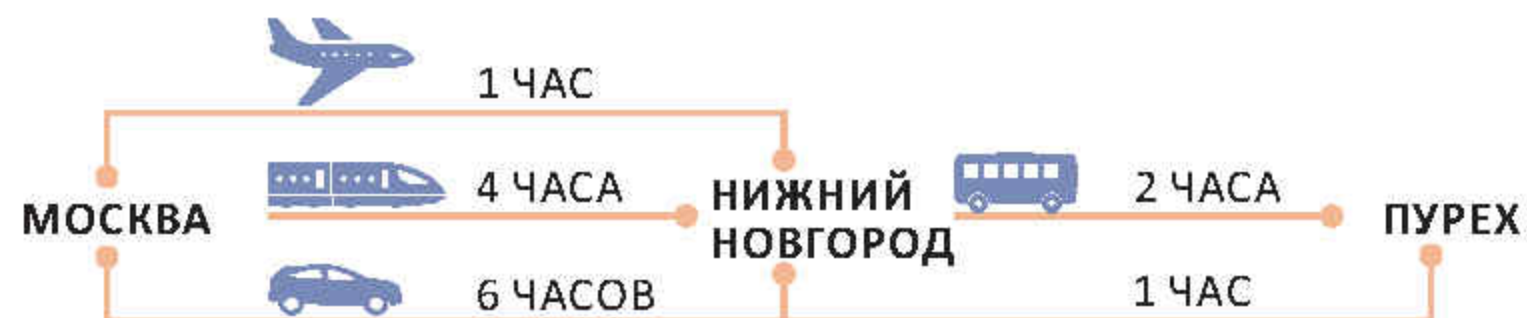 1 ЧАС
МОСКВА
4 ЧАСА
НИЖНИЙ
НОВГОРОД
2 ЧАСА
ПУРЕХ
6 ЧАСОВ
1 ЧАС